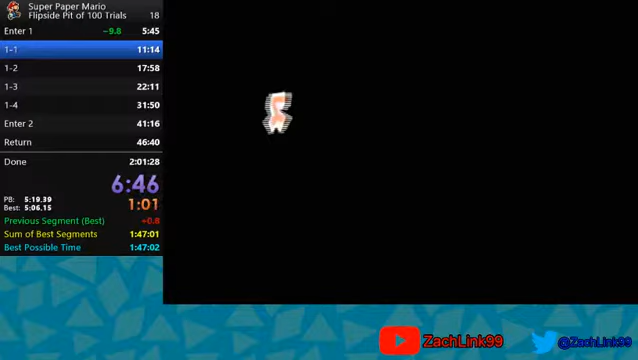 Super Paper Mario
Flipside Pit of 100 Trials 18
Enter 1 -9.8 5:45
1-1 11:14
1-2 17:58
1-3 22:11
1-4 31:50
Enter 2 41:16
Return 46:40
Done 2:01:28
6:46
PB: 5:19.39
Best: 5:06.15
1:01
Previous Segment (Best) +0.8
Sum of Best Segments 1:47:01
Best Possible Time 1:47:02
ZachLink99
@ZachLink99